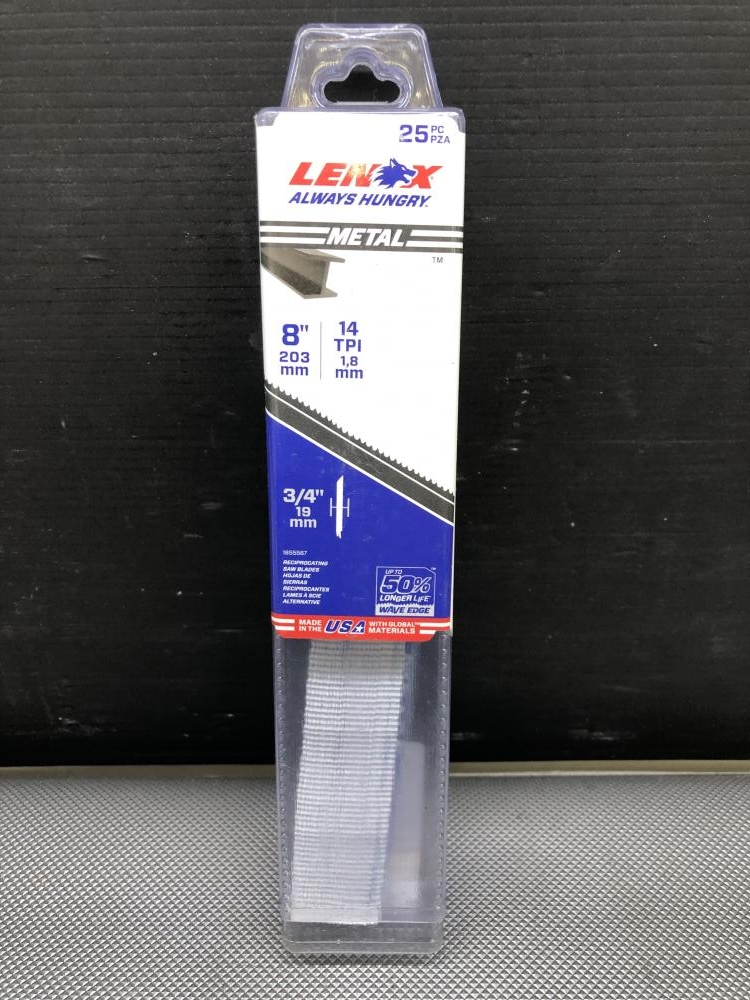 25 PC
PZA
LENOX
ALWAYS HUNGRY.
METAL
TM
8"
203
mm
14
TPI
1,8
mm
3/4"
19
mm
1855567
RECIPROCATING
SAW BLADES
HOJAS DE
SIERRAS
RECIPROCANTES
LAMES À SCIE
ALTERNATIVE
UP TO
50%
LONGER LIFE™
WAVE EDGE
MADE
IN THE
USA
WITH GLOBAL
MATERIALS